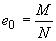 e₀ = M/N